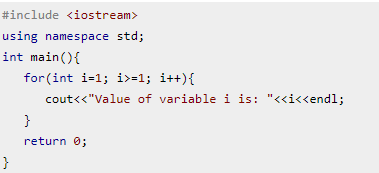 #include <iostream>
using namespace std;
int main(){
   for(int i=1; i>=1; i++){
      cout<<"Value of variable i is: "<<i<<endl;
   }
   return 0;
}